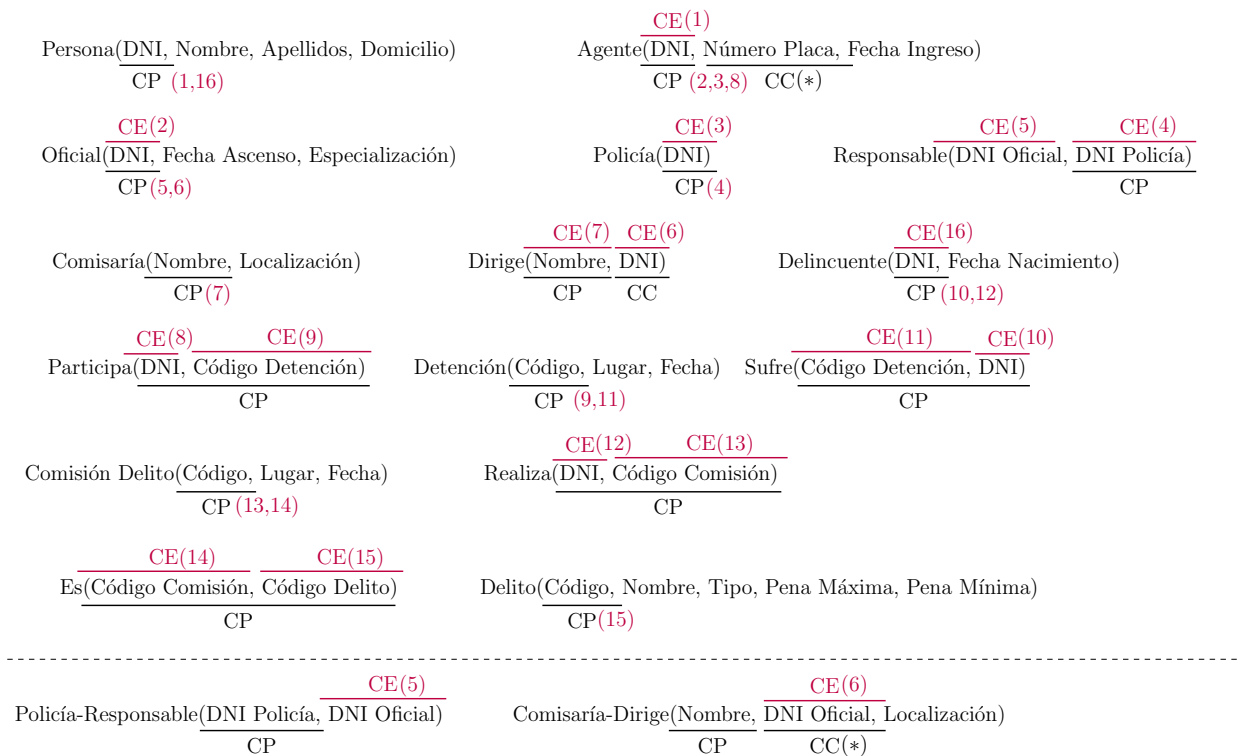 CE(1)
Persona(DNI, Nombre, Apellidos, Domicilio) Agente(DNI, Número Placa, Fecha Ingreso)
CP (1,16) CP (2,3,8) CC(*)
CE(2) CE(3) CE(5) CE(4)
Oficial(DNI, Fecha Ascenso, Especialización) Policía(DNI) Responsable(DNI Oficial, DNI Policía)
CP(5,6) CP(4) CP
CE(7) CE(6) CE(16)
Comisaría(Nombre, Localización) Dirige(Nombre, DNI) Delincuente(DNI, Fecha Nacimiento)
CP(7) CP CC CP (10,12)
CE(8) CE(9) CE(11) CE(10)
Participa(DNI, Código Detención) Detención(Código, Lugar, Fecha) Sufre(Código Detención, DNI)
CP CP (9,11) CP
CE(12) CE(13)
Comisión Delito(Código, Lugar, Fecha) Realiza(DNI, Código Comisión)
CP (13,14) CP
CE(14) CE(15)
Es(Código Comisión, Código Delito) Delito(Código, Nombre, Tipo, Pena Máxima, Pena Mínima)
CP CP(15)
CE(5) CE(6)
Policía-Responsable(DNI Policía, DNI Oficial) Comisaría-Dirige(Nombre, DNI Oficial, Localización)
CP CP CC(*)